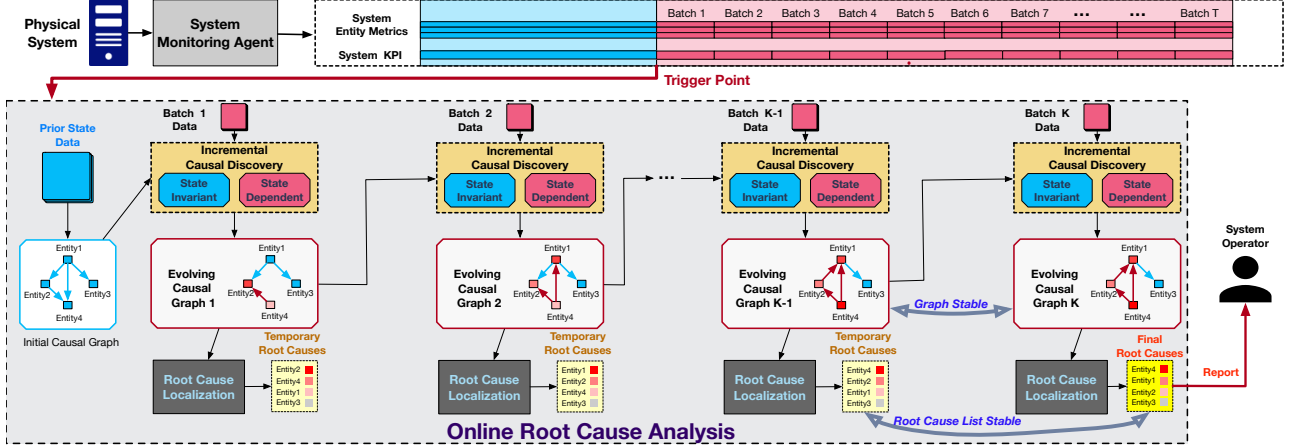 Physical
System
System
Monitoring Agent
System
Entity Metrics
System KPI
Batch 1
Batch 2
Batch 3
Batch 4
Batch 5
Batch 6
Batch 7
...
...
Batch T
Trigger Point
Prior State
Data
Batch 1
Data
Incremental
Causal Discovery
State
Invariant
State
Dependent
Batch 2
Data
Incremental
Causal Discovery
State
Invariant
State
Dependent
...
Batch K-1
Data
Incremental
Causal Discovery
State
Invariant
State
Dependent
Batch K
Data
Incremental
Causal Discovery
State
Invariant
State
Dependent
Entity1
Entity2
Entity3
Entity4
Initial Causal Graph
Evolving
Causal
Graph 1
Entity1
Entity2
Entity3
Entity4
Evolving
Causal
Graph 2
Entity1
Entity2
Entity3
Entity4
Evolving
Causal
Graph K-1
Entity1
Entity2
Entity3
Entity4
Graph Stable
Evolving
Causal
Graph K
Entity1
Entity2
Entity3
Entity4
System
Operator
Root Cause
Localization
Temporary
Root Causes
Entity2
Entity4
Entity1
Entity3
Root Cause
Localization
Temporary
Root Causes
Entity1
Entity2
Entity4
Entity3
Root Cause
Localization
Temporary
Root Causes
Entity4
Entity2
Entity1
Entity3
Root Cause
Localization
Final
Root Causes
Entity4
Entity1
Entity2
Entity3
Report
Root Cause List Stable
Online Root Cause Analysis